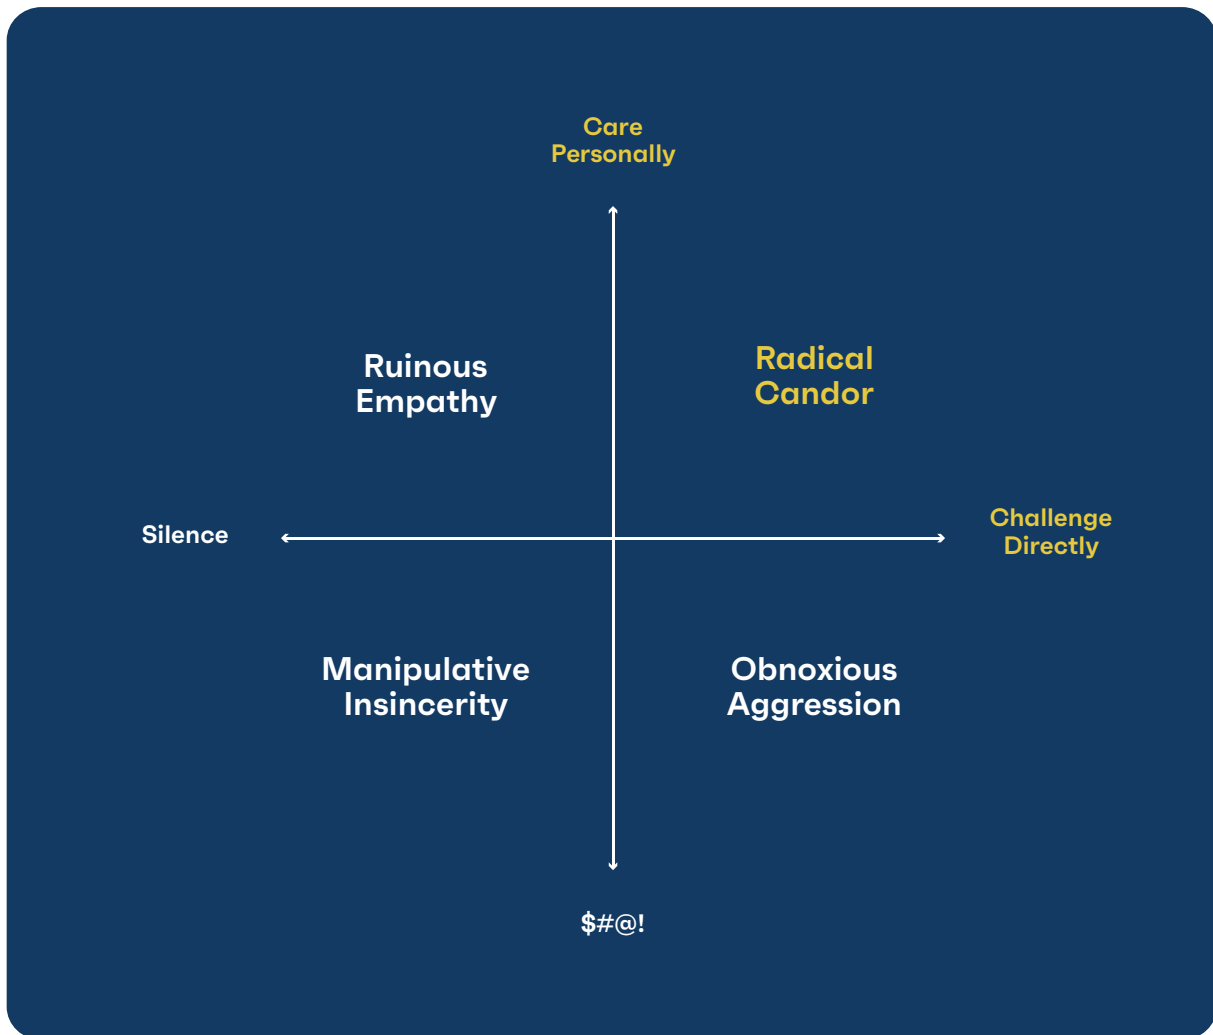 Care
Personally
Ruinous
Empathy
Radical
Candor
Silence
Challenge
Directly
Manipulative
Insincerity
Obnoxious
Aggression
$#@!